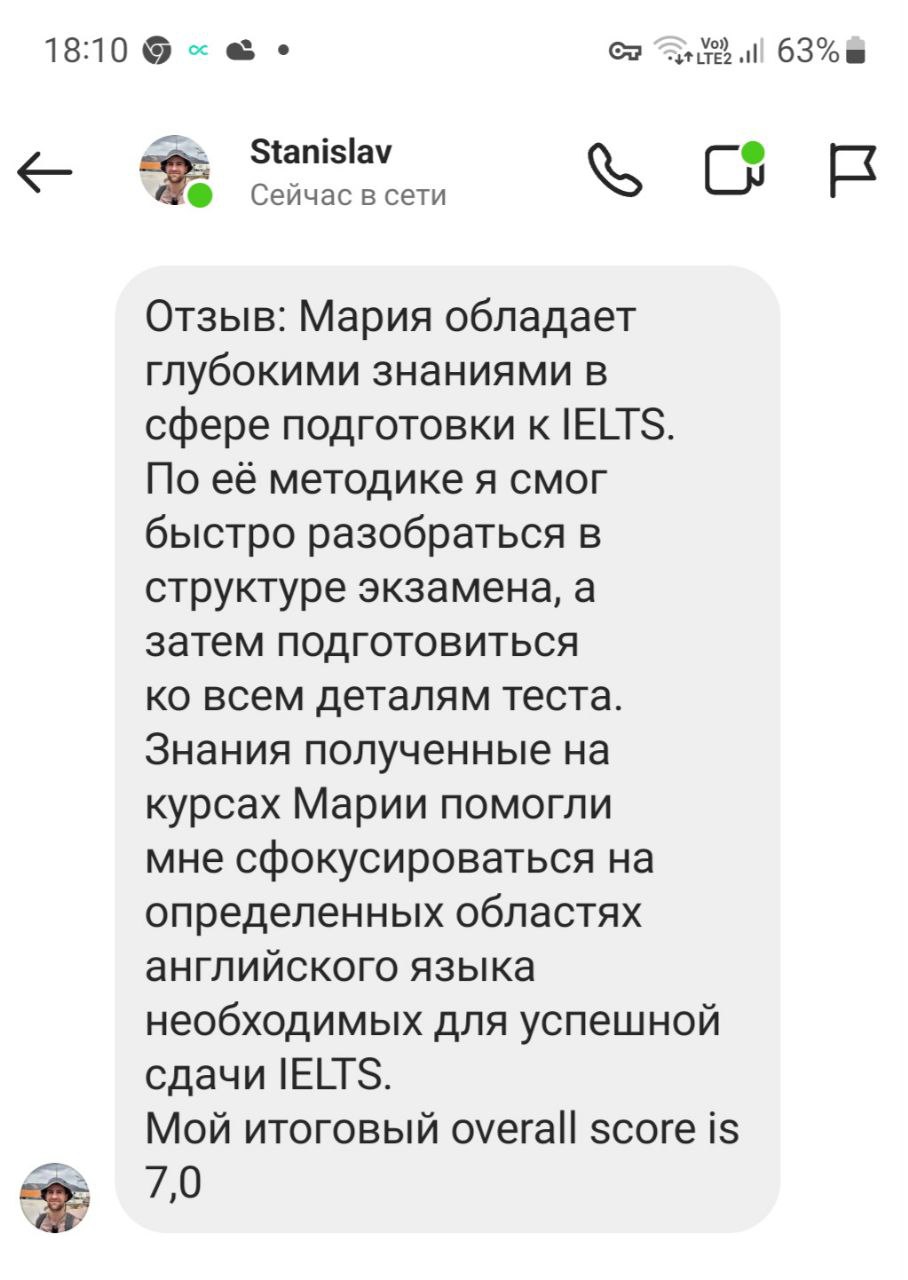 18:10
Vo)) LTE2 63%
Stanislav
Сейчас в сети
Отзыв: Мария обладает
глубокими знаниями в
сфере подготовки к IELTS.
По её методике я смог
быстро разобраться в
структуре экзамена, а
затем подготовиться
ко всем деталям теста.
Знания полученные на
курсах Марии помогли
мне сфокусироваться на
определенных областях
английского языка
необходимых для успешной
сдачи IELTS.
Мой итоговый overall score is
7,0